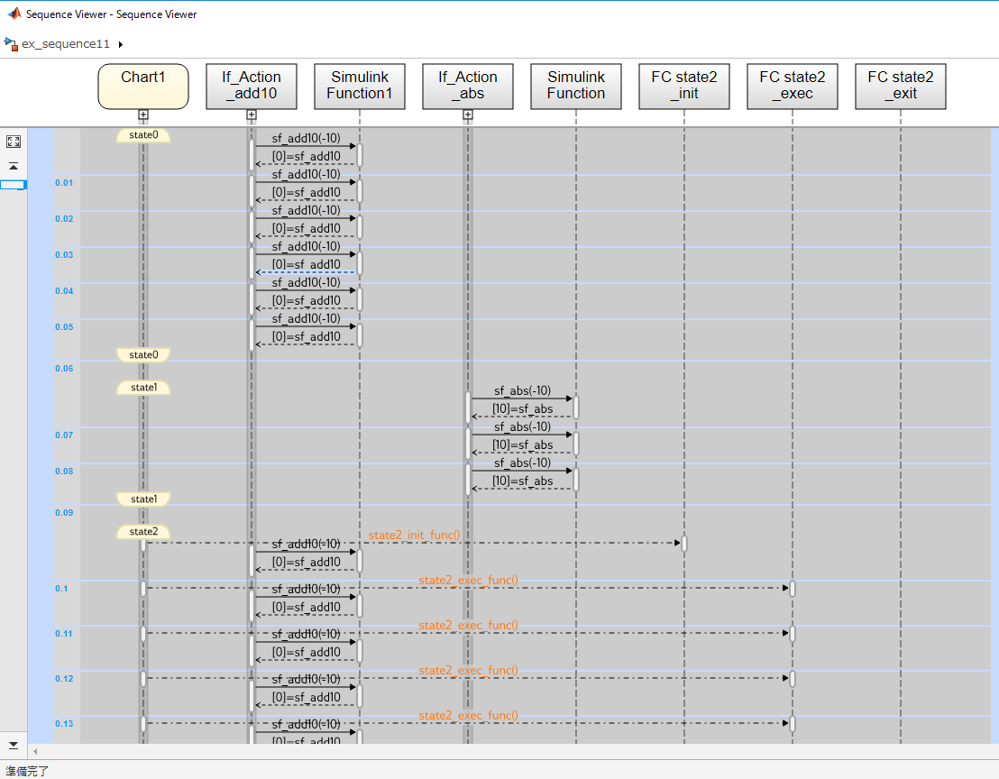 Sequence Viewer - Sequence Viewer
ex_sequence11
Chart1
If_Action
_add10
Simulink
Function1
If_Action
_abs
Simulink
Function
FC state2
_init
FC state2
_exec
FC state2
_exit
state0
sf_add10(-10)
[0]=sf_add10
sf_add10(-10)
0.01
[0]=sf_add10
sf_add10(-10)
0.02
[0]=sf_add10
sf_add10(-10)
0.03
[0]=sf_add10
sf_add10(-10)
0.04
[0]=sf_add10
sf_add10(-10)
0.05
[0]=sf_add10
state0
0.06
state1
sf_abs(-10)
[10]=sf_abs
sf_abs(-10)
0.07
[10]=sf_abs
sf_abs(-10)
0.08
[10]=sf_abs
state1
0.09
state2
state2_init_func()
sf_add10(-10)
[0]=sf_add10
state2_exec_func()
0.1
sf_add10(-10)
[0]=sf_add10
state2_exec_func()
0.11
sf_add10(-10)
[0]=sf_add10
state2_exec_func()
0.12
sf_add10(-10)
[0]=sf_add10
state2_exec_func()
0.13
sf_add10(-10)
[0]=sf_add10
準備完了